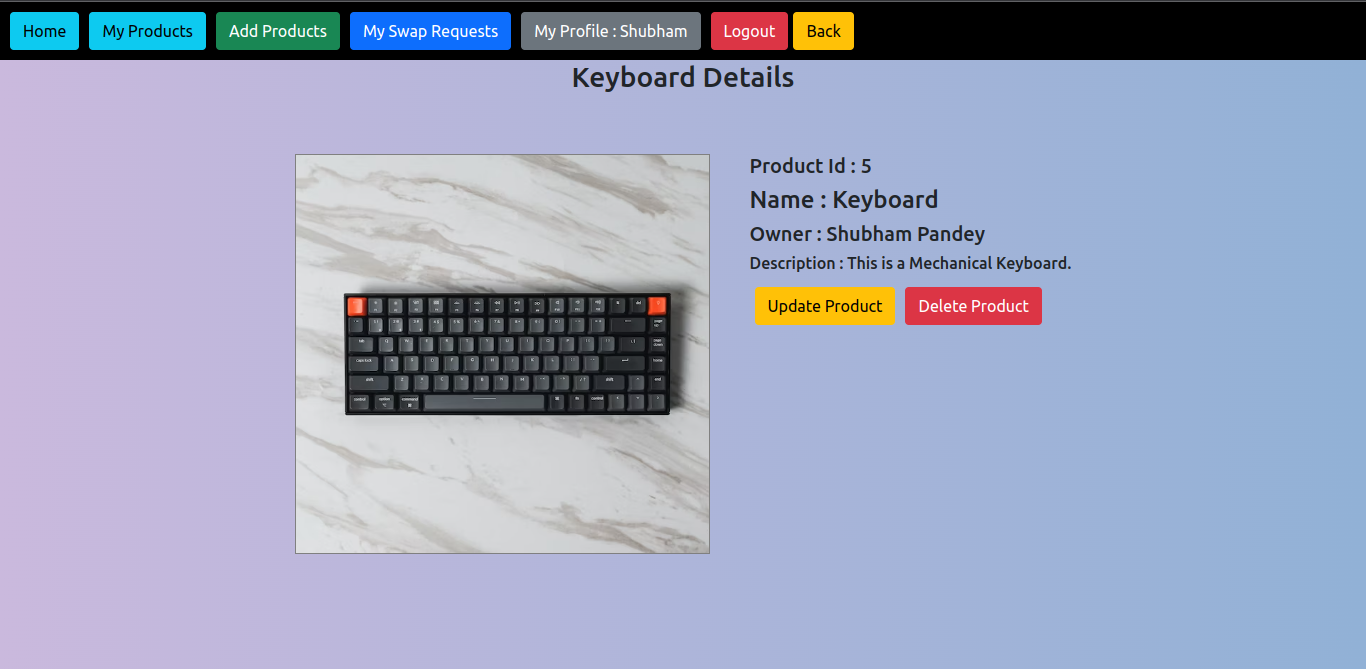 Home My Products Add Products My Swap Requests My Profile : Shubham Logout Back
Keyboard Details
Product Id : 5
Name : Keyboard
Owner : Shubham Pandey
Description : This is a Mechanical Keyboard.
Update Product Delete Product